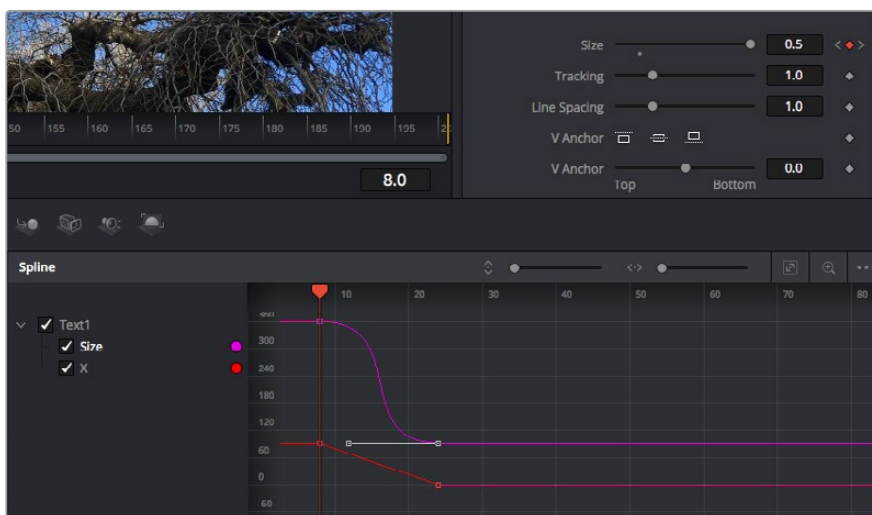 Size 0.5 < >
Tracking 1.0
Line Spacing 1.0
V Anchor
V Anchor 0.0
Top Bottom
50 155 160 165 170 175 180 185 190 195
8.0
Spline
10 20 30 40 50 60 70 80
Text1
Size
X
300
240
180
120
60
0
60